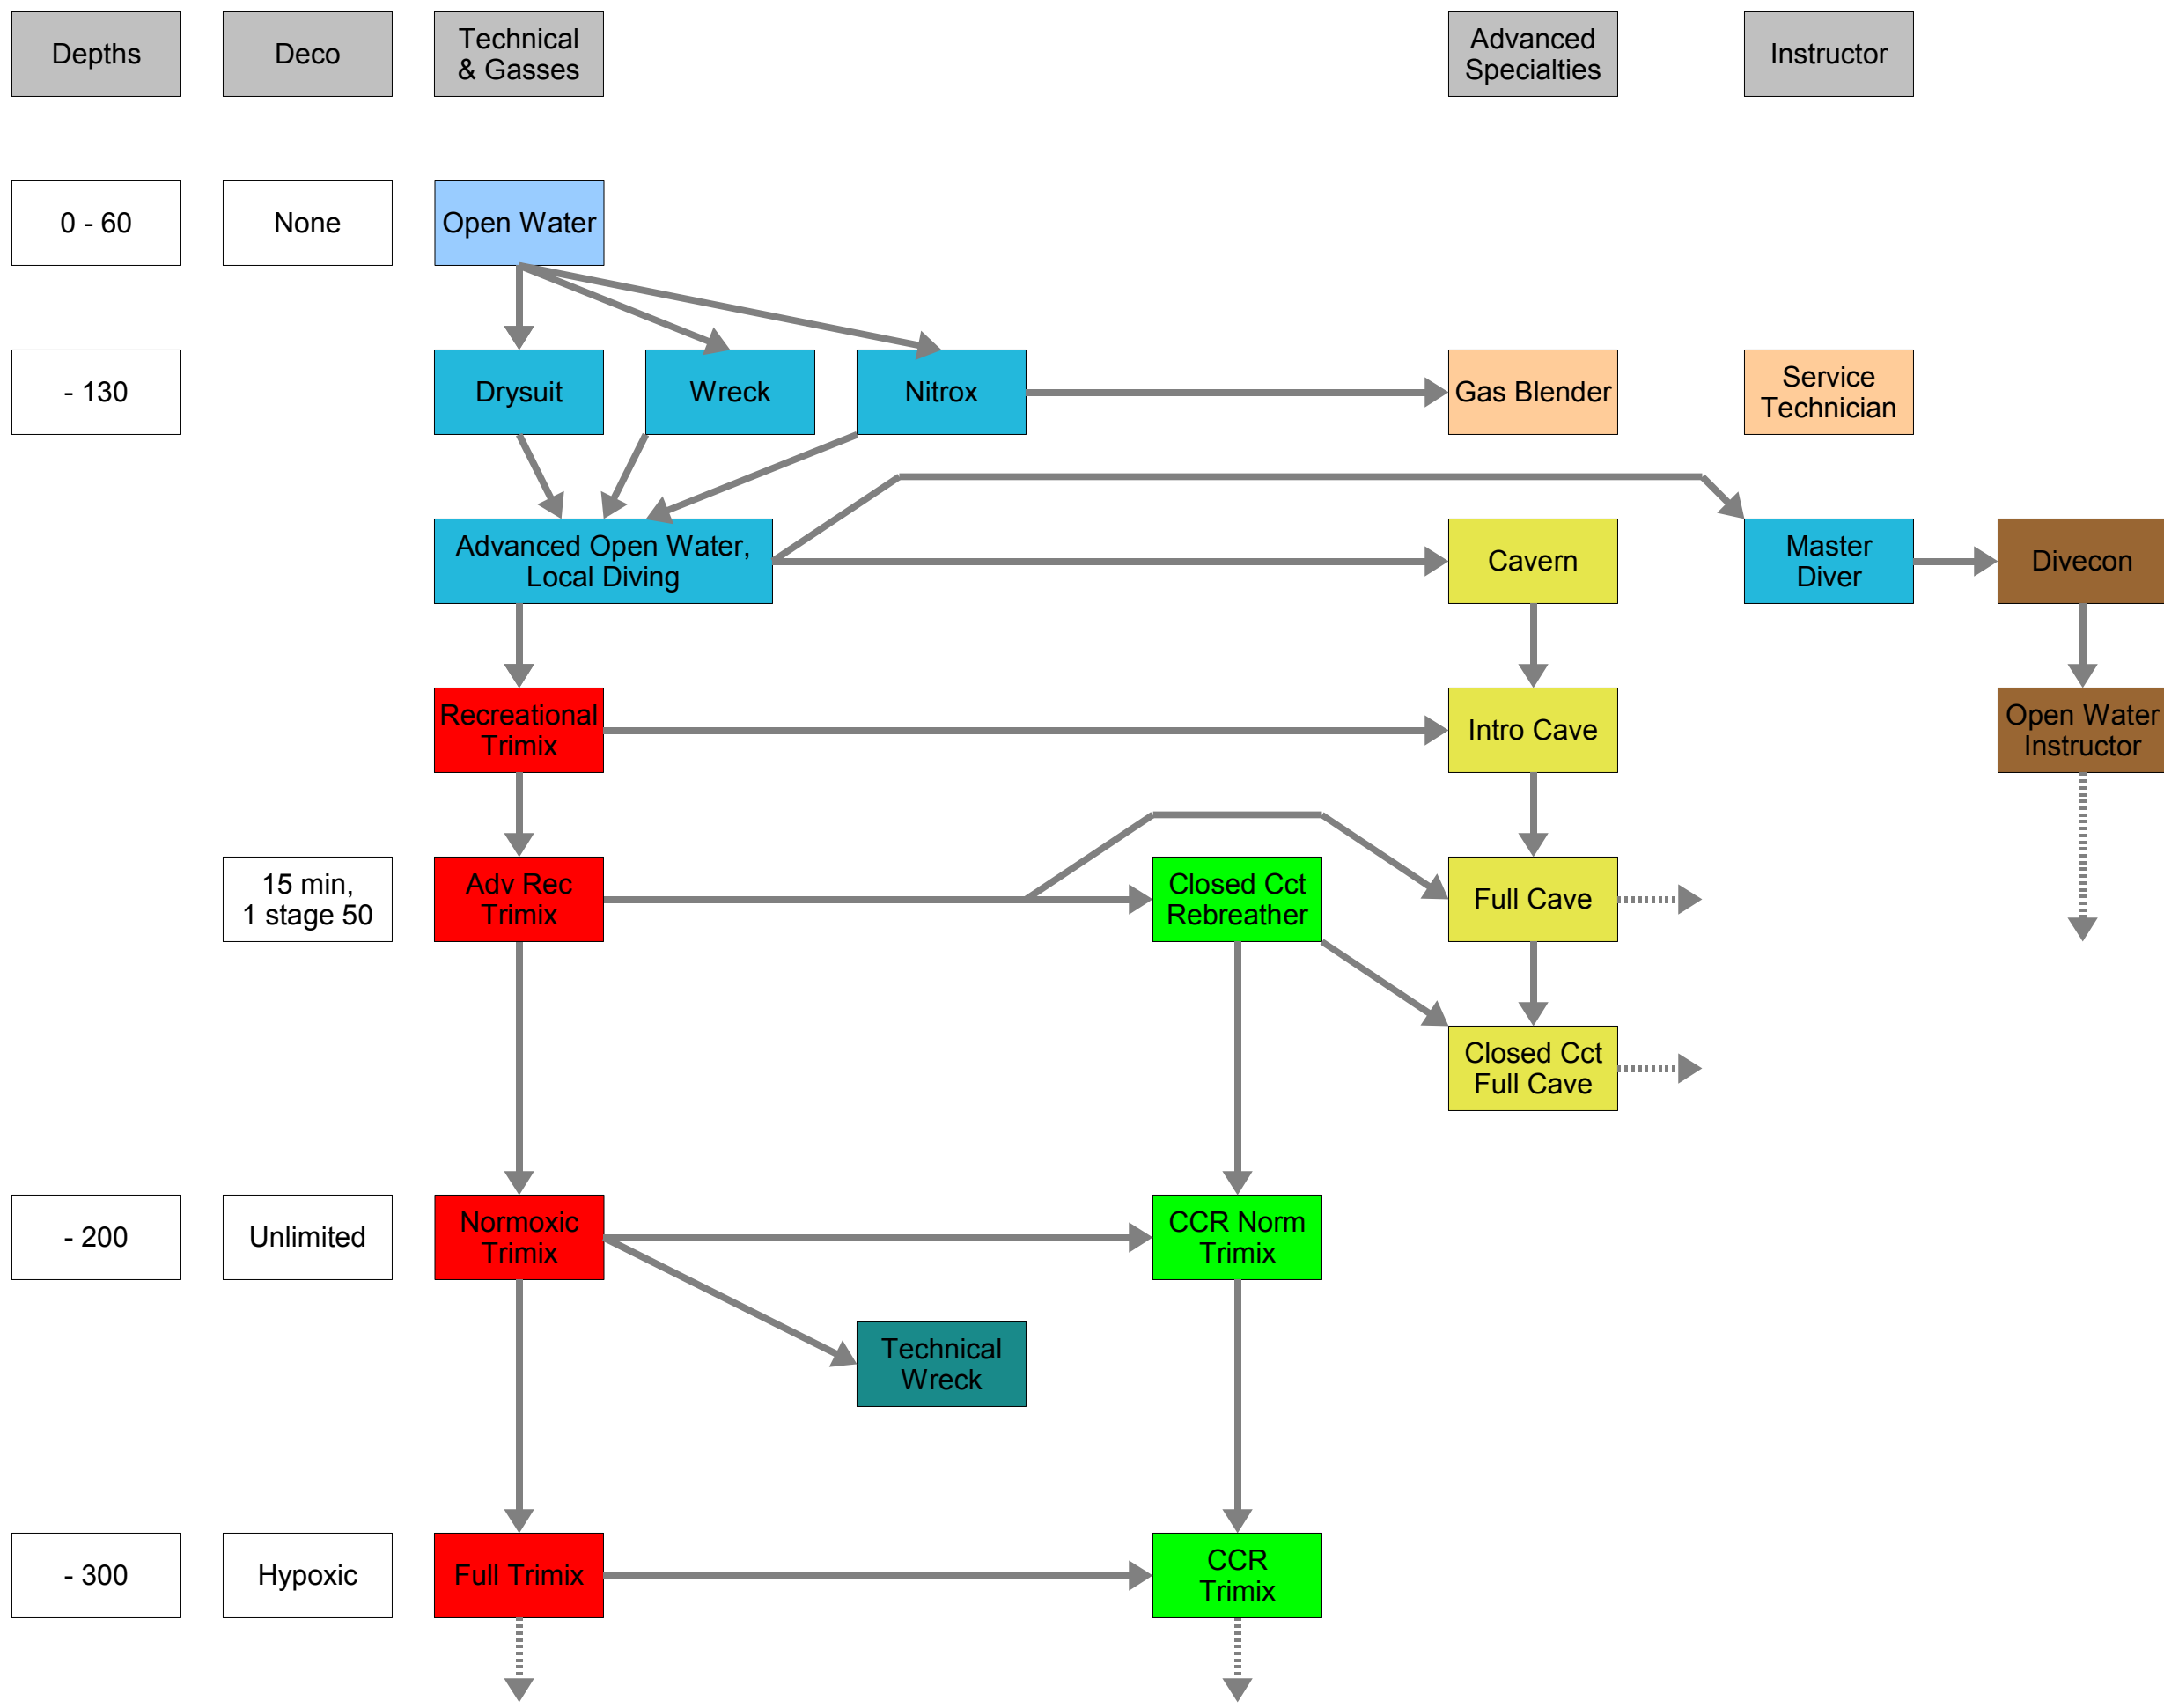 Depths
Deco
Technical
& Gasses
Advanced
Specialties
Instructor
0 - 60
None
Open Water
- 130
Drysuit
Wreck
Nitrox
Gas Blender
Service
Technician
Advanced Open Water,
Local Diving
Cavern
Master
Diver
Divecon
Recreational
Trimix
Intro Cave
Open Water
Instructor
15 min,
1 stage 50
Adv Rec
Trimix
Closed Cct
Rebreather
Full Cave
Closed Cct
Full Cave
- 200
Unlimited
Normoxic
Trimix
CCR Norm
Trimix
Technical
Wreck
- 300
Hypoxic
Full Trimix
CCR
Trimix